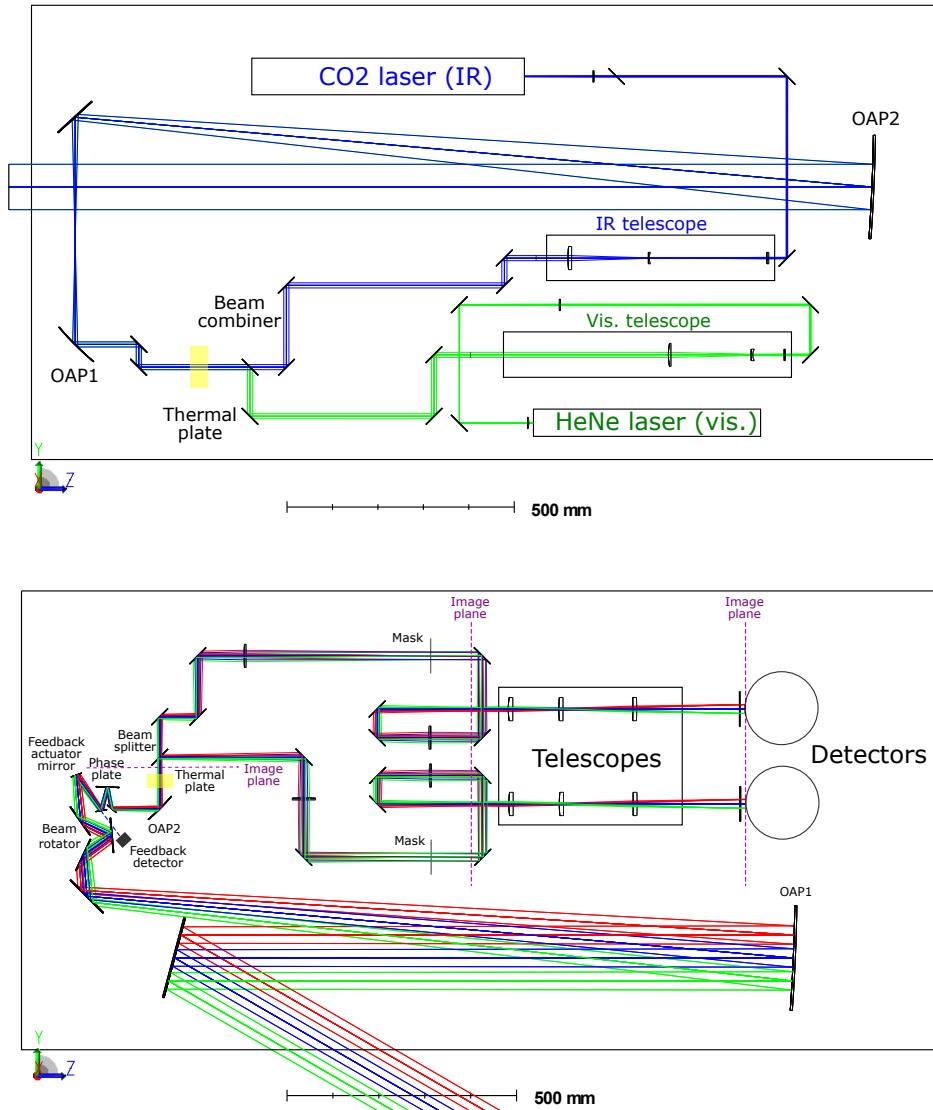 CO2 laser (IR)
OAP2
IR telescope
Beam
combiner
Vis. telescope
OAP1
Thermal
plate
HeNe laser (vis.)
Y
X
Z
500 mm
Image
plane
Image
plane
Mask
Beam
splitter
Feedback
actuator
mirror
Phase
plate
Image
plane
Thermal
plate
Telescopes
Detectors
OAP2
Beam
rotator
Feedback
detector
Mask
OAP1
Y
X
Z
500 mm